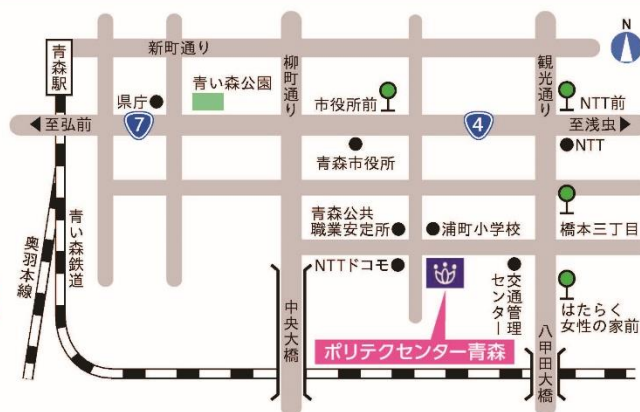 新町通り
N
青森駅
柳町通り
観光通り
青い森公園
県庁
市役所前
NTT前
至弘前
7
4
至浅虫
青森市役所
NTT
青森公共
職業安定所
浦町小学校
橋本三丁目
奥羽本線
青い森鉄道
NTTドコモ
交通管理
センター
はたらく
女性の家前
中央大橋
ポリテクセンター青森
八甲田大橋